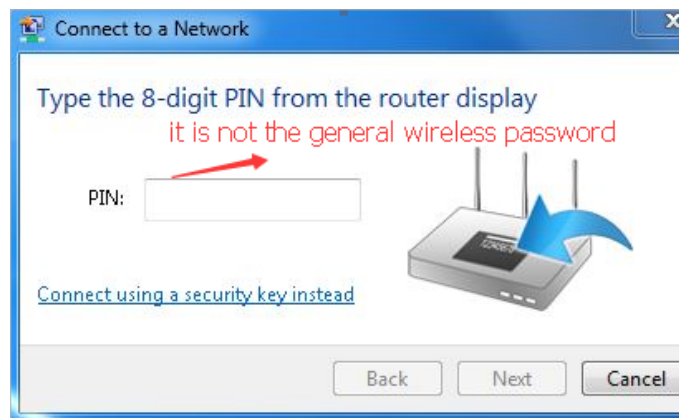 Connect to a Network
Type the 8-digit PIN from the router display
it is not the general wireless password
PIN:
12345670
Connect using a security key instead
Back Next Cancel